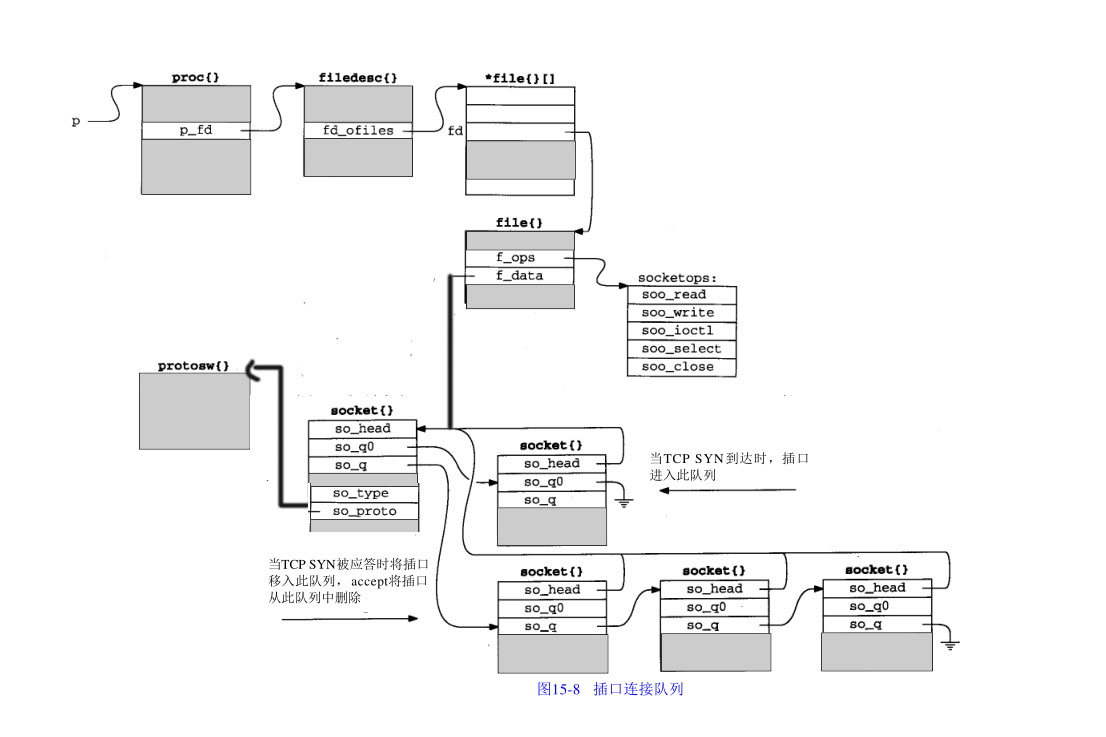 proc{}
filedesc{}
*file{}[]
p
p_fd
fd_ofiles
fd
file{}
f_ops
f_data
socketops:
soo_read
soo_write
soo_ioctl
soo_select
soo_close
protosw{}
socket{}
so_head
so_q0
so_q
so_type
so_proto
socket{}
so_head
so_q0
so_q
当TCP SYN到达时，插口
进入此队列
当TCP SYN被应答时将插口
移入此队列，accept将插口
从此队列中删除
socket{}
so_head
so_q0
so_q
socket{}
so_head
so_q0
so_q
socket{}
so_head
so_q0
so_q
图15-8 插口连接队列